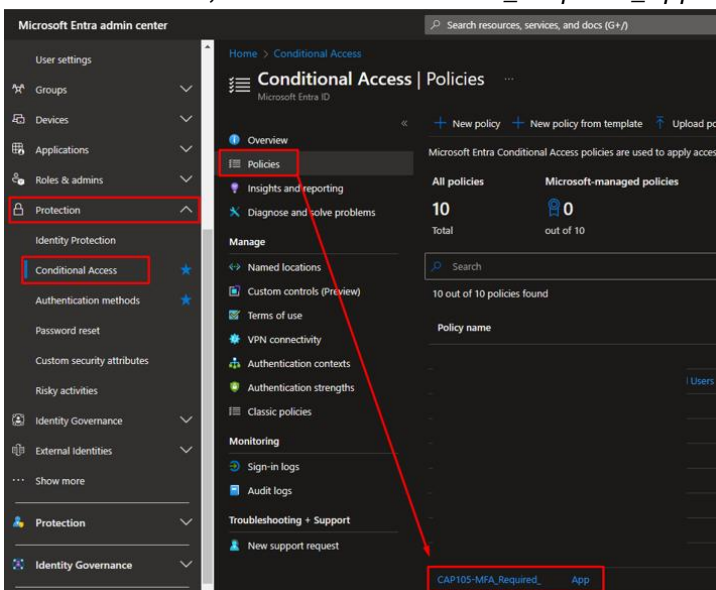 Microsoft Entra admin center
Search resources, services, and docs (G+/)
User settings
Groups
Devices
Applications
Roles & admins
Protection
Identity Protection
Conditional Access
Authentication methods
Password reset
Custom security attributes
Risky activities
Identity Governance
External Identities
Show more
Protection
Identity Governance
Home > Conditional Access
Conditional Access | Policies
Microsoft Entra ID
Overview
Policies
Insights and reporting
Diagnose and solve problems
Manage
Named locations
Custom controls (Preview)
Terms of use
VPN connectivity
Authentication contexts
Authentication strengths
Classic policies
Monitoring
Sign-in logs
Audit logs
Troubleshooting + Support
New support request
+ New policy + New policy from template Upload po
Microsoft Entra Conditional Access policies are used to apply acces
All policies Microsoft-managed policies
10 0
Total out of 10
Search
10 out of 10 policies found
Policy name
Users
CAP105-MFA_Required_ App